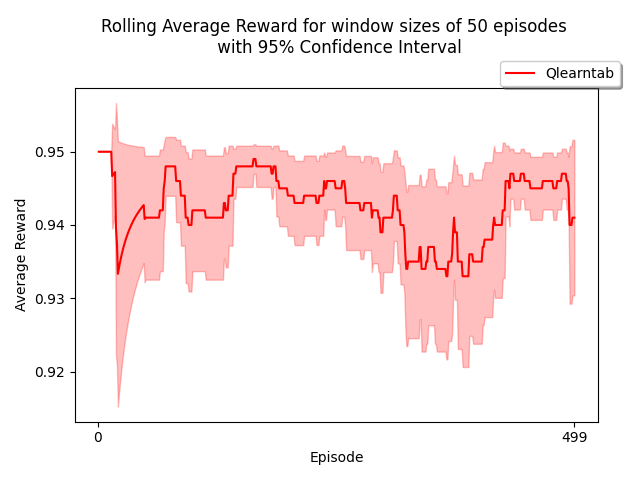 Rolling Average Reward for window sizes of 50 episodes
with 95% Confidence Interval
Qlearntab
0.95
0.94
0.93
0.92
Average Reward
0
499
Episode